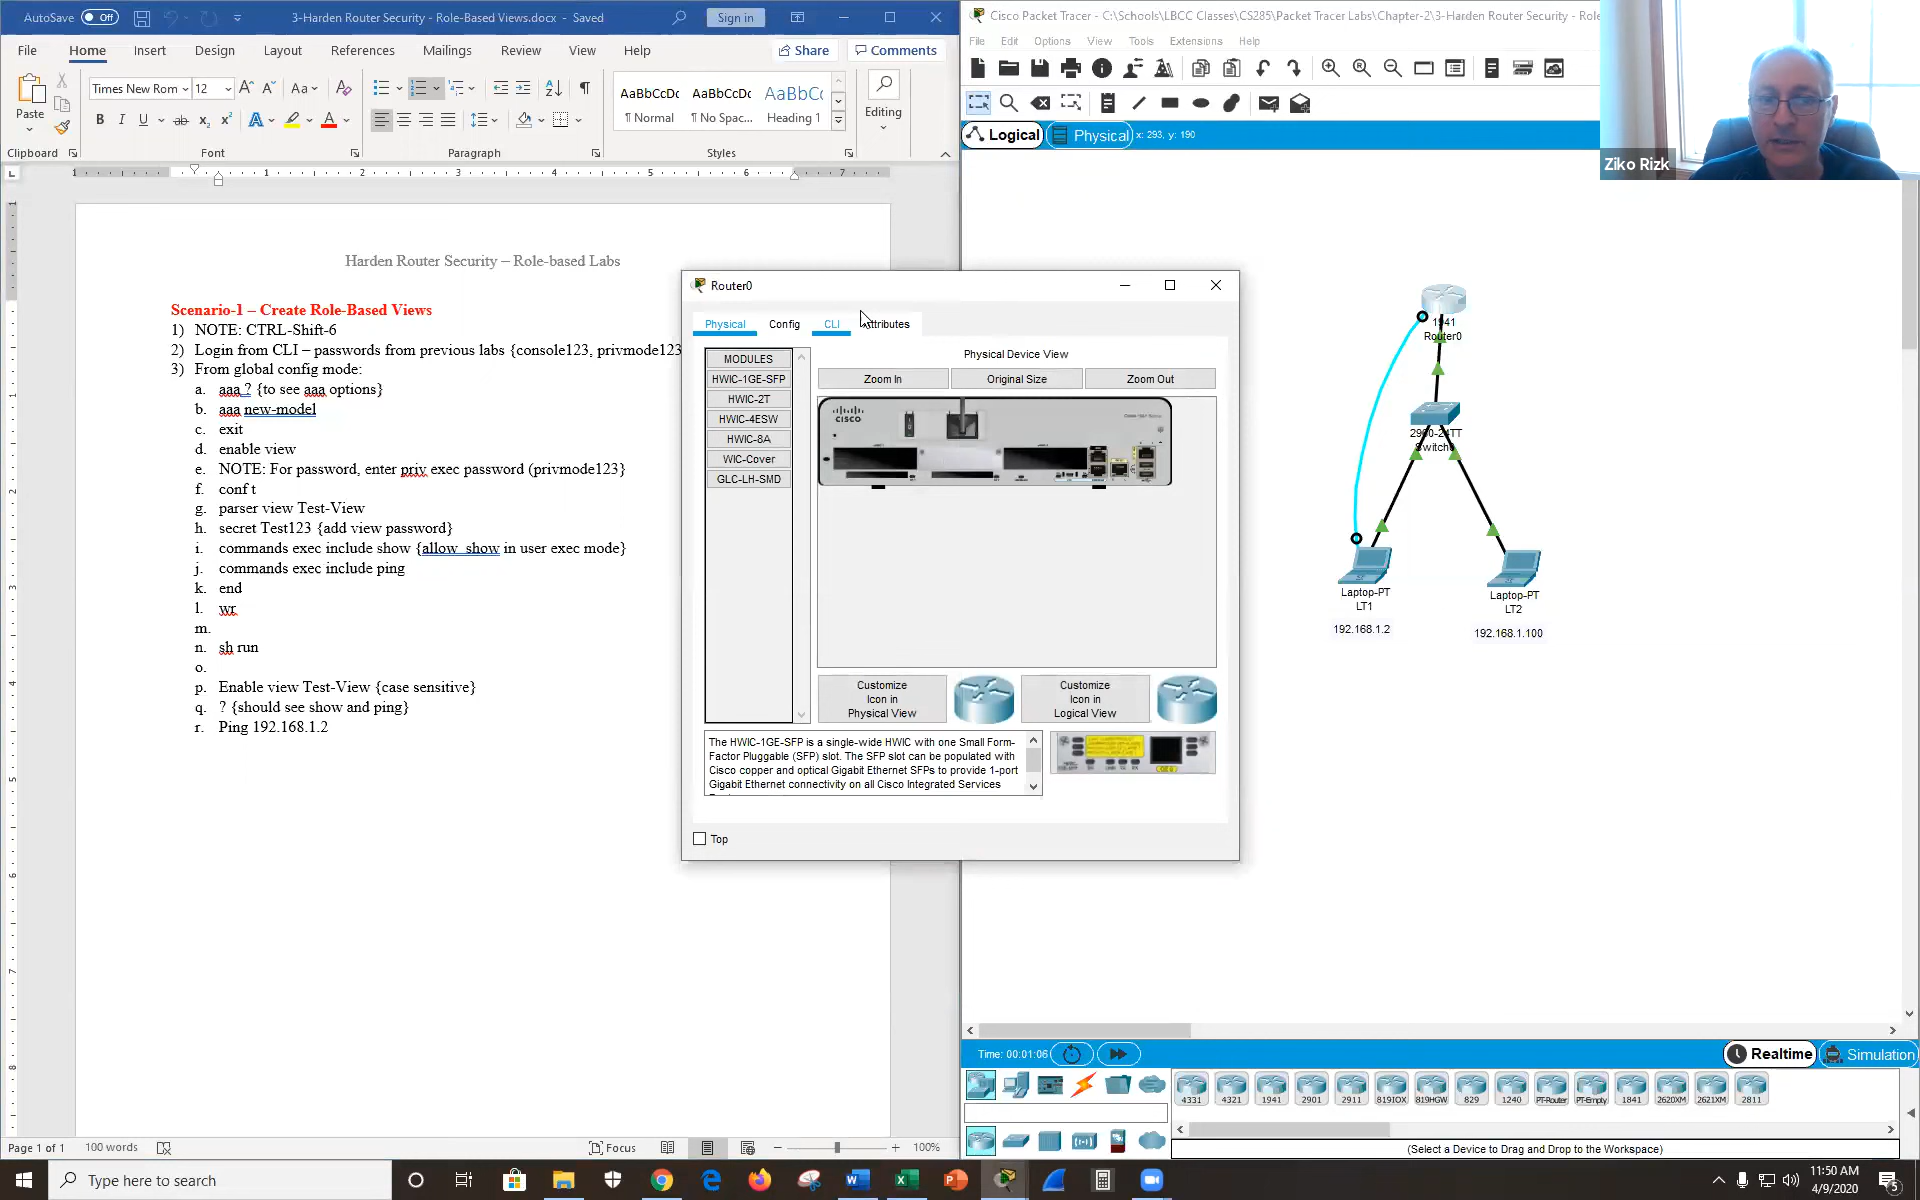 AutoSave Off 3-Harden Router Security - Role-Based Views.docx - Saved Sign in
File Home Insert Design Layout References Mailings Review View Help Share Comments
Times New Rom 12 Aa
Paste
AaBbCcDc AaBbCcDc AaBbCc
¶ Normal ¶ No Spac... Heading 1
Editing
Clipboard Font Paragraph Styles
Harden Router Security – Role-based Labs
Scenario-1 – Create Role-Based Views
1) NOTE: CTRL-Shift-6
2) Login from CLI – passwords from previous labs {console123, privmode123
3) From global config mode:
a. aaa ? {to see aaa options}
b. aaa new-model
c. exit
d. enable view
e. NOTE: For password, enter priv exec password (privmode123}
f. conf t
g. parser view Test-View
h. secret Test123 {add view password}
i. commands exec include show {allow show in user exec mode}
j. commands exec include ping
k. end
l. wr
m.
n. sh run
o.
p. Enable view Test-View {case sensitive}
q. ? {should see show and ping}
r. Ping 192.168.1.2
Page 1 of 1 100 words Focus 100%
Cisco Packet Tracer - C:\Schools\LBCC Classes\CS285\Packet Tracer Labs\Chapter-2\3-Harden Router Security - Role
File Edit Options View Tools Extensions Help
Logical Physical x: 293, y: 190
Ziko Rizk
Router0
Physical Config CLI Attributes
MODULES
HWIC-1GE-SFP
HWIC-2T
HWIC-4ESW
HWIC-8A
WIC-Cover
GLC-LH-SMD
Physical Device View
Zoom In Original Size Zoom Out
CISCO
Customize
Icon in
Physical View
Customize
Icon in
Logical View
The HWIC-1GE-SFP is a single-wide HWIC with one Small Form-
Factor Pluggable (SFP) slot. The SFP slot can be populated with
Cisco copper and optical Gigabit Ethernet SFPs to provide 1-port
Gigabit Ethernet connectivity on all Cisco Integrated Services
Top
1941
Router0
2960-24TT
Switch0
Laptop-PT
LT1
192.168.1.2
Laptop-PT
LT2
192.168.1.100
Time: 00:01:06 Realtime Simulation
4331 4321 1941 2901 2911 819IOX 819HGW 829 1240 PT-Router PT-Empty 1841 2620XM 2621XM 2811
(Select a Device to Drag and Drop to the Workspace)
Type here to search
11:50 AM
4/9/2020
5